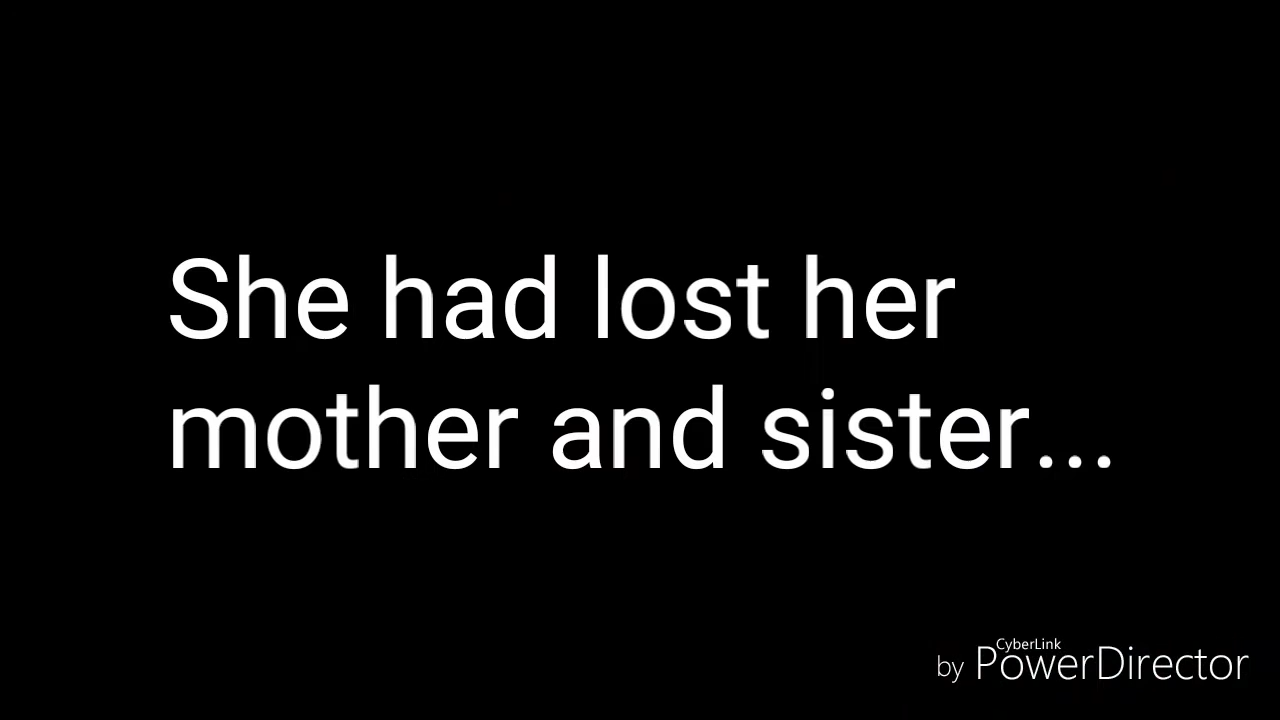 She had lost her
mother and sister...
CyberLink
by PowerDirector